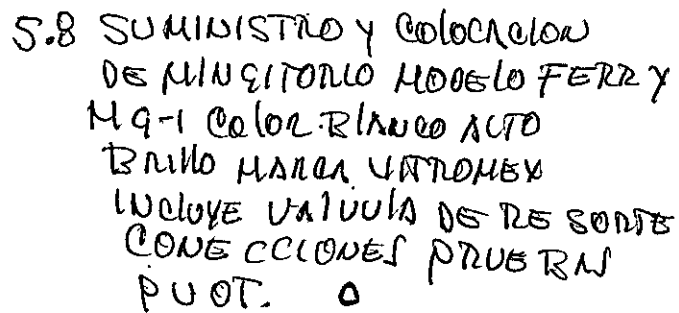 5.8 SUMINISTRO Y COLOCACION
DE MINGITORIO MODELO FERRY
MG-1 COLOR BLANCO ALTO
BRILLO MARCA VITROMEX
INCLUYE VALVULA DE RESORTE
CONECCIONES PRUEBAS
PUOT.